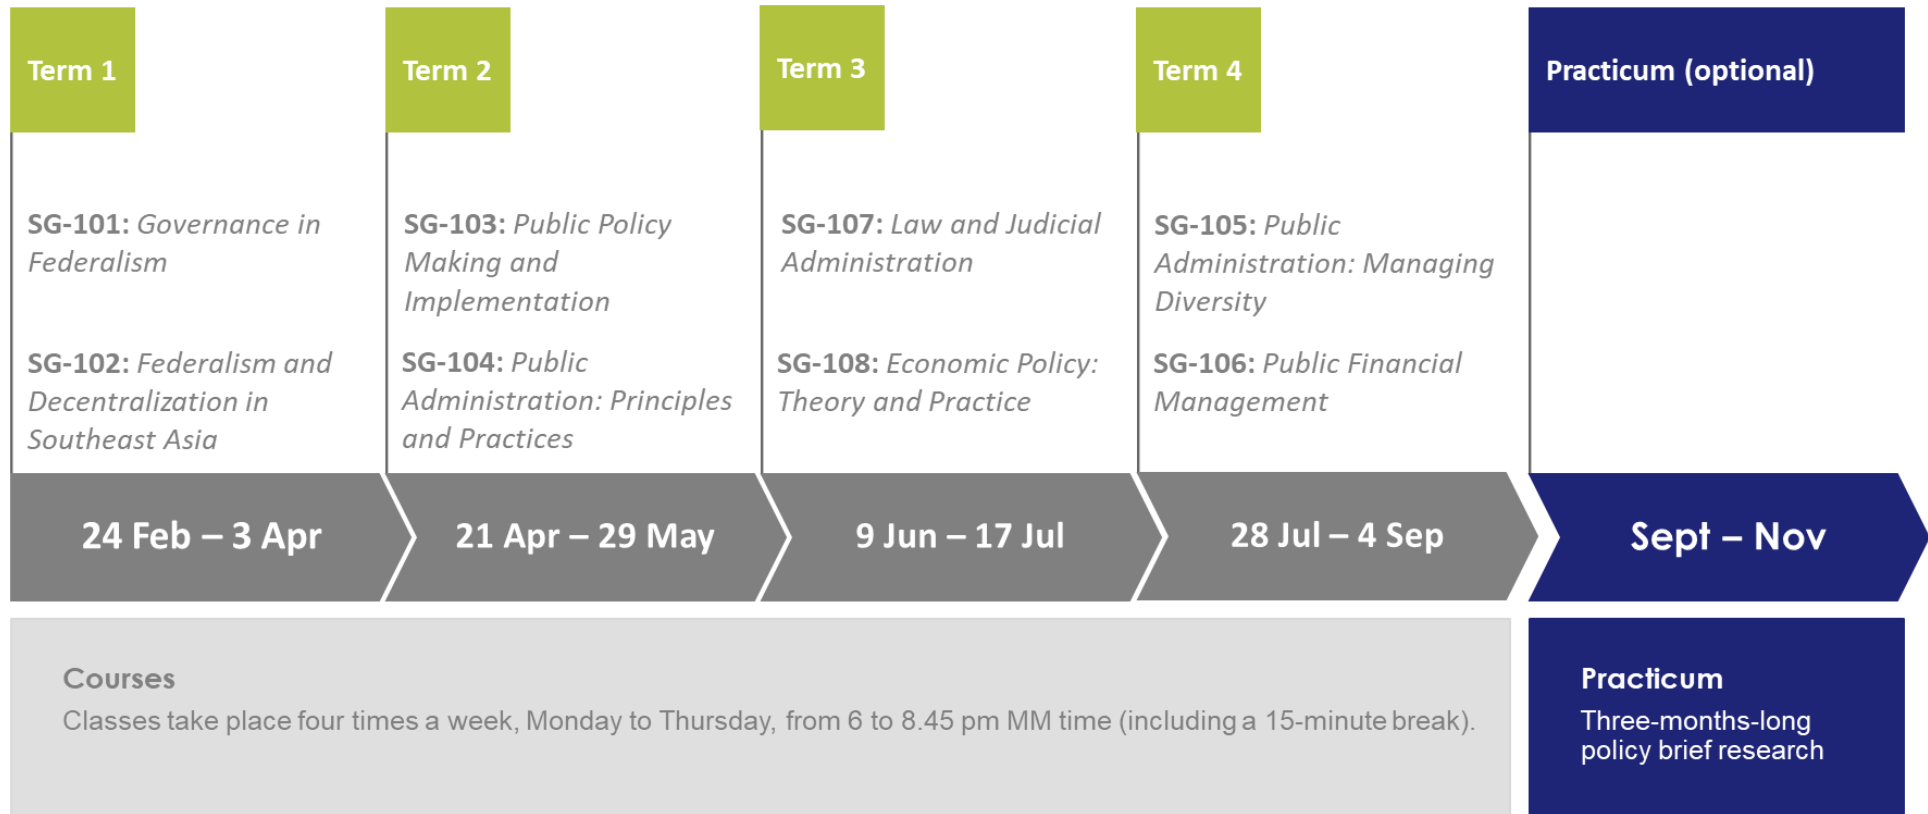 Term 1
Term 2
Term 3
Term 4
Practicum (optional)
SG-101: Governance in
Federalism
SG-102: Federalism and
Decentralization in
Southeast Asia
SG-103: Public Policy
Making and
Implementation
SG-104: Public
Administration: Principles
and Practices
SG-107: Law and Judicial
Administration
SG-108: Economic Policy:
Theory and Practice
SG-105: Public
Administration: Managing
Diversity
SG-106: Public Financial
Management
24 Feb – 3 Apr
21 Apr – 29 May
9 Jun – 17 Jul
28 Jul – 4 Sep
Sept – Nov
Courses
Classes take place four times a week, Monday to Thursday, from 6 to 8.45 pm MM time (including a 15-minute break).
Practicum
Three-months-long
policy brief research